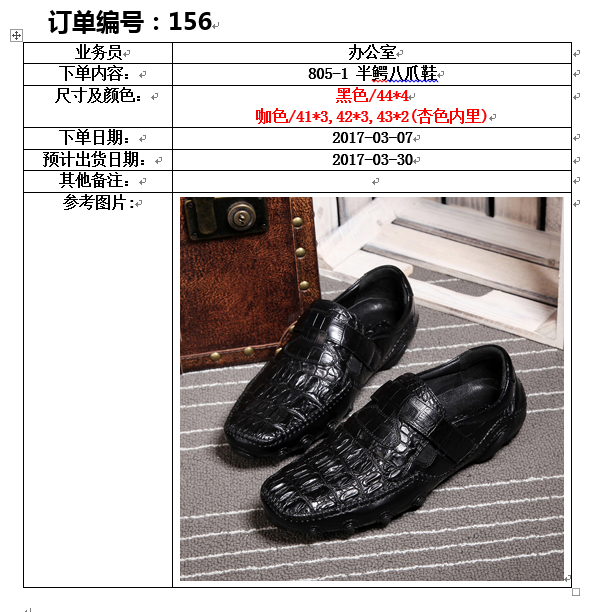 订单编号：156
业务员
办公室
下单内容：
805-1 半鳄八爪鞋
尺寸及颜色：
黑色/44*4
咖色/41*3,42*3,43*2(杏色内里)
下单日期：
2017-03-07
预计出货日期：
2017-03-30
其他备注：
参考图片: